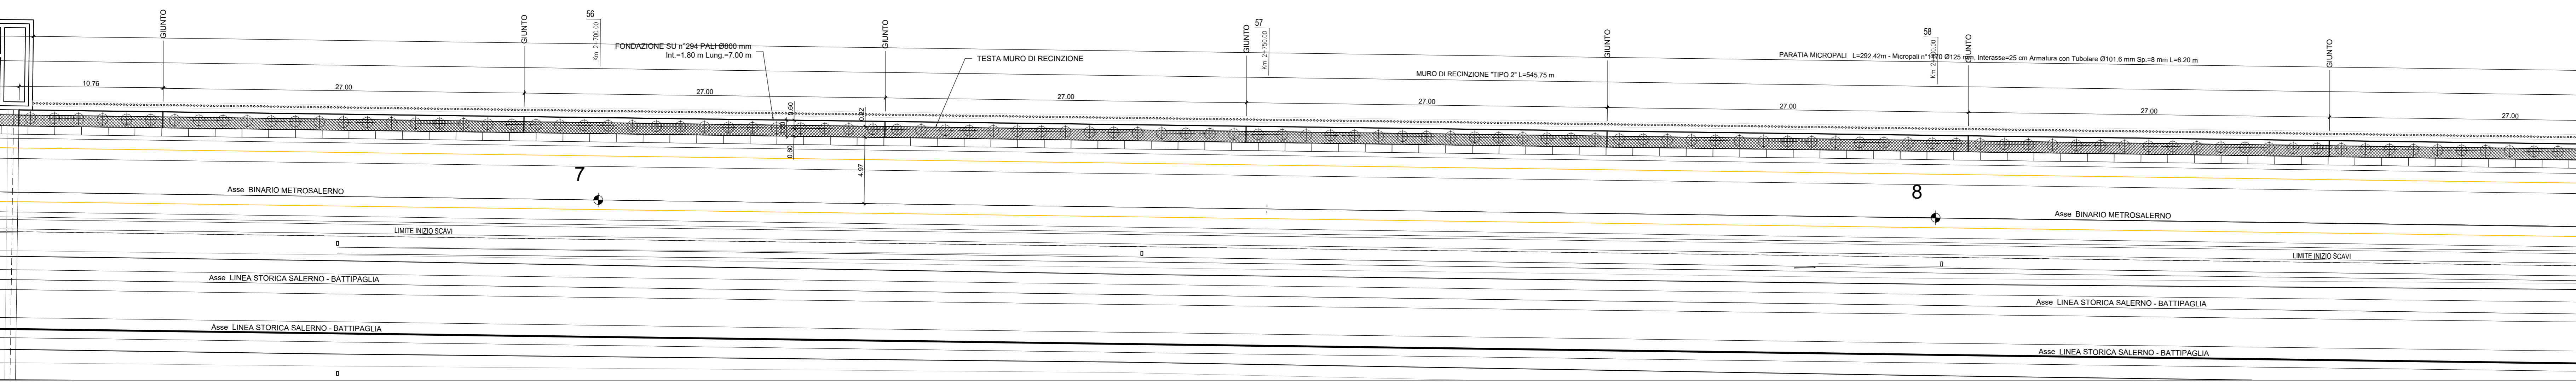 GIUNTO
GIUNTO
GIUNTO
GIUNTO
GIUNTO
GIUNTO
GIUNTO
56
Km 2+700.00
57
Km 2+750.00
58
FONDAZIONE SU n°294 PALI Ø800 mm
Int.=1.80 m Lung.=7.00 m
TESTA MURO DI RECINZIONE
PARATIA MICROPALI L=292.42m - Micropali n°1170 Ø125 mm, Interasse=25 cm Armatura con Tubolare Ø101.6 mm Sp.=8 mm L=6.20 m
MURO DI RECINZIONE "TIPO 2" L=545.75 m
10.76
27.00
27.00
27.00
27.00
27.00
27.00
27.00
0.60
0.82
0.60
4.97
7
8
Asse BINARIO METROSALERNO
Asse BINARIO METROSALERNO
LIMITE INIZIO SCAVI
LIMITE INIZIO SCAVI
Asse LINEA STORICA SALERNO - BATTIPAGLIA
Asse LINEA STORICA SALERNO - BATTIPAGLIA
Asse LINEA STORICA SALERNO - BATTIPAGLIA
Asse LINEA STORICA SALERNO - BATTIPAGLIA